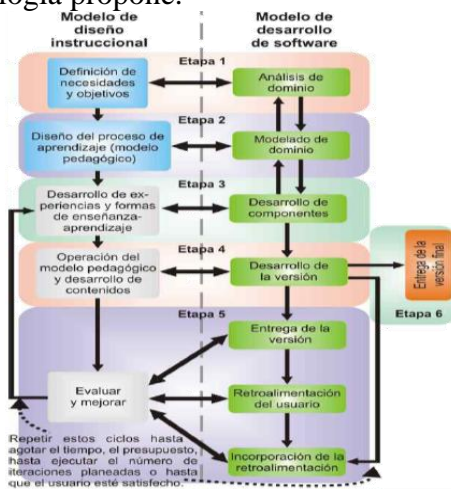 ología propone.
Modelo de
diseño
instruccional
Modelo de
desarrollo
de software
Etapa 1
Definición de
necesidades
y objetivos
Análisis de
dominio
Etapa 2
Diseño del proceso de
aprendizaje (modelo
pedagógico)
Modelado de
dominio
Etapa 3
Desarrollo de ex-
periencias y formas
de enseñanza-
aprendizaje
Desarrollo de
componentes
Etapa 4
Operación del
modelo pedagógico
y desarrollo de
contenidos
Desarrollo de
la versión
Entrega de la
versión final
Etapa 6
Etapa 5
Entrega de la
versión
Evaluar
y mejorar
Retroalimentación
del usuario
Incorporación de la
retroalimentación
Repetir estos ciclos hasta
agotar el tiempo, el presupuesto,
hasta ejecutar el número de
iteraciones planeadas o hasta
que el usuario esté satisfecho.